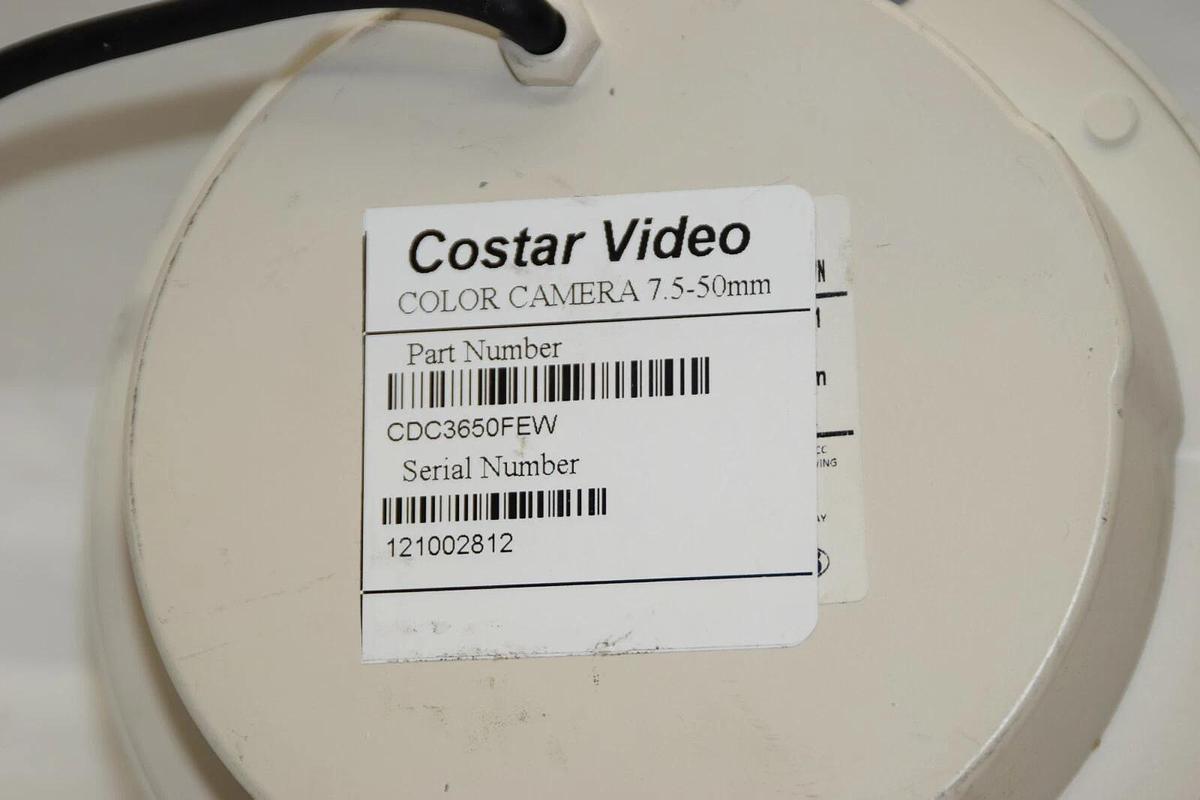 Costar Video
COLOR CAMERA 7.5-50mm
Part Number
CDC3650FEW
Serial Number
121002812